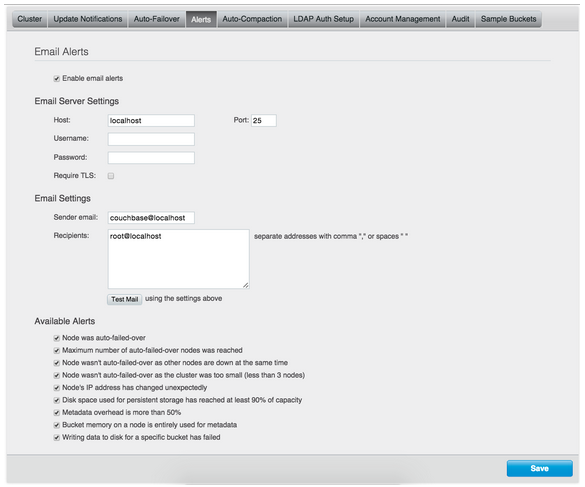 Cluster Update Notifications Auto-Failover Alerts Auto-Compaction LDAP Auth Setup Account Management Audit Sample Buckets
Email Alerts
Enable email alerts
Email Server Settings
Host: localhost Port: 25
Username:
Password:
Require TLS:
Email Settings
Sender email: couchbase@localhost
Recipients: root@localhost separate addresses with comma "," or spaces " "
Test Mail using the settings above
Available Alerts
Node was auto-failed-over
Maximum number of auto-failed-over nodes was reached
Node wasn't auto-failed-over as other nodes are down at the same time
Node wasn't auto-failed-over as the cluster was too small (less than 3 nodes)
Node's IP address has changed unexpectedly
Disk space used for persistent storage has reached at least 90% of capacity
Metadata overhead is more than 50%
Bucket memory on a node is entirely used for metadata
Writing data to disk for a specific bucket has failed
Save